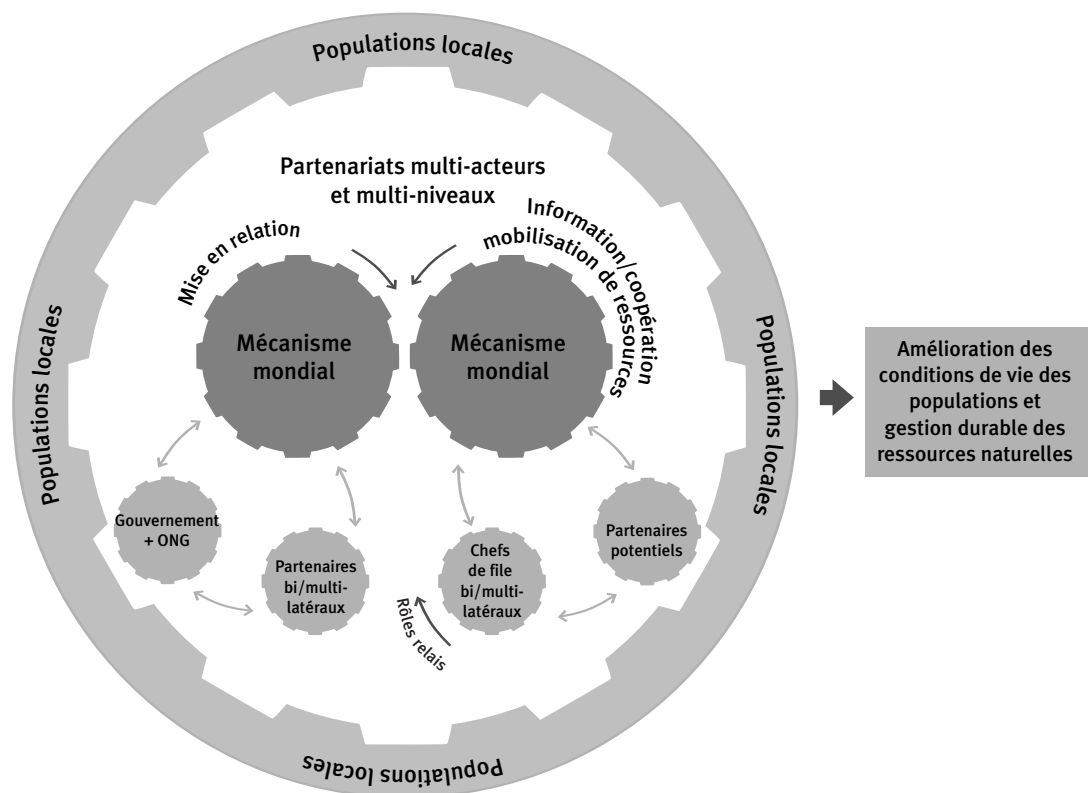 Populations locales
Partenariats multi-acteurs
et multi-niveaux
Mise en relation
Information/coopération
mobilisation de ressources
Mécanisme
mondial
Mécanisme
mondial
Populations locales
Populations locales
Amélioration des
conditions de vie des
populations et
gestion durable des
ressources naturelles
Gouvernement
+ ONG
Partenaires
bi/multi-
latéraux
Chefs
de file
bi/multi-
latéraux
Partenaires
potentiels
Rôles relais
Populations locales